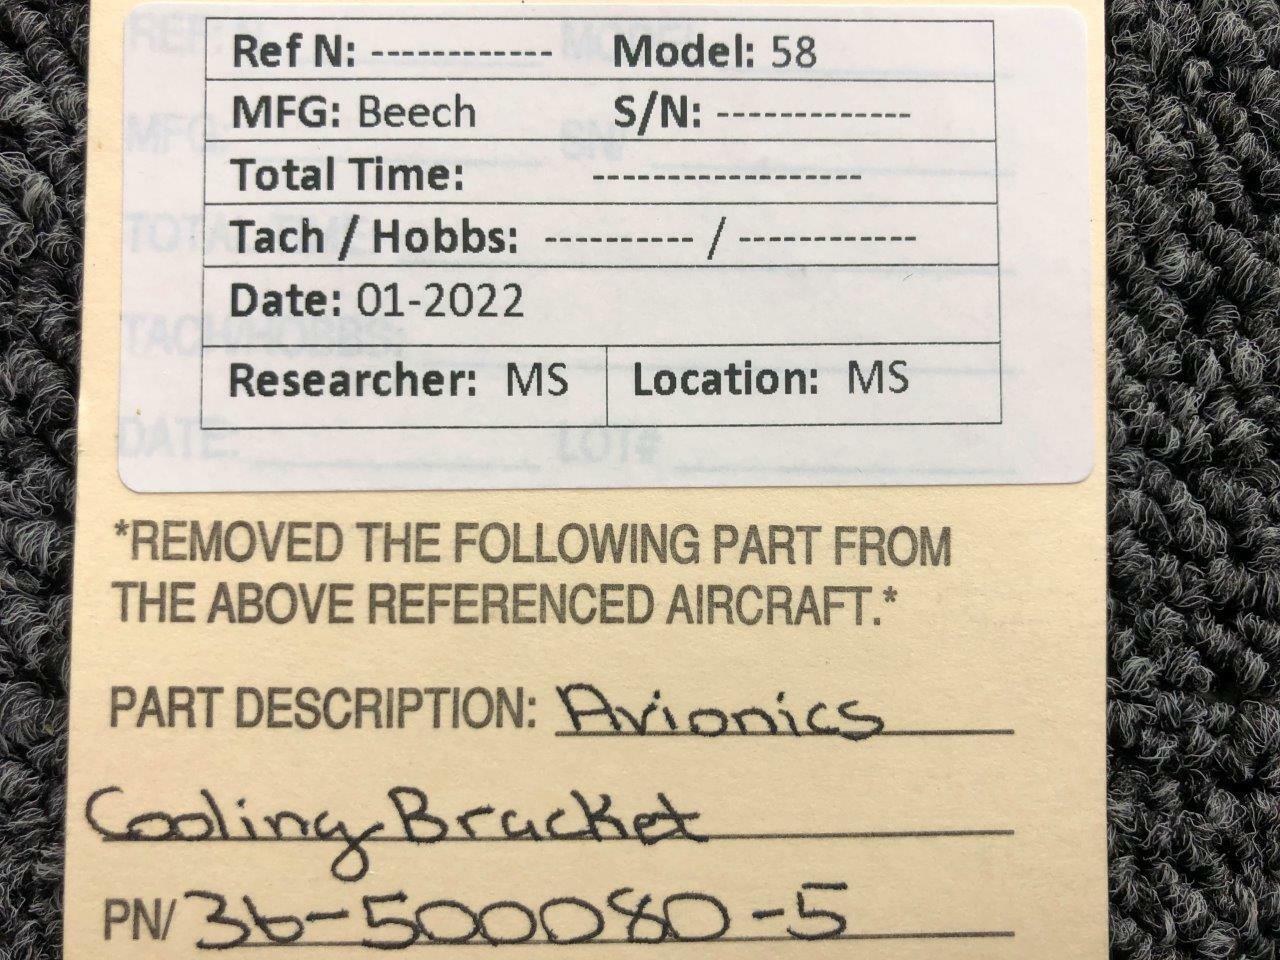 Ref N: ------------ Model: 58
MFG: Beech S/N: -------------
Total Time: ------------------
Tach / Hobbs: ---------- / ------------
Date: 01-2022
Researcher: MS Location: MS
*REMOVED THE FOLLOWING PART FROM
THE ABOVE REFERENCED AIRCRAFT.*
PART DESCRIPTION: Avionics
Cooling Bracket
PN/ 36-500080-5